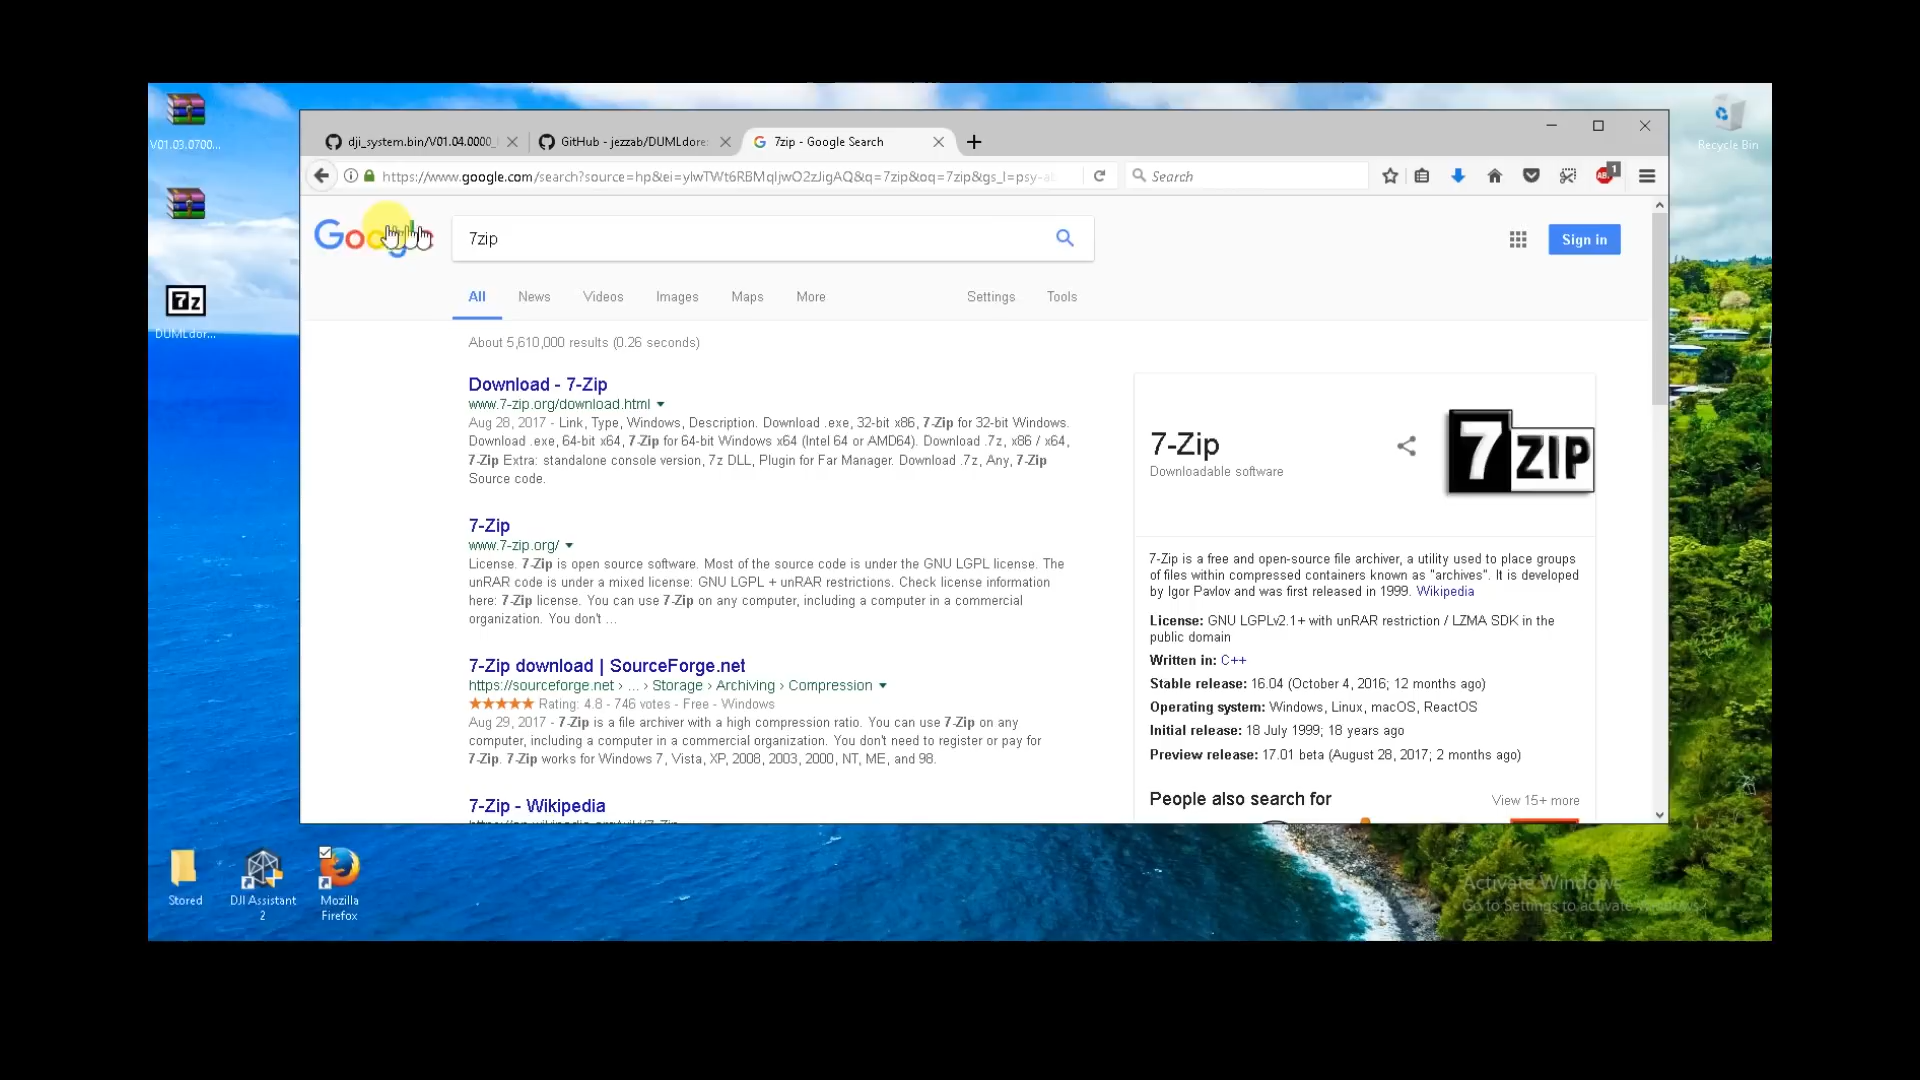 V01.03.0700...
DUMLdor...
Recycle Bin
dji_system.bin/V01.04.0000_
GitHub - jezzab/DUMLdore:
7zip - Google Search
https://www.google.com/search?source=hp&ei=
&q=7zip&oq=7zip&gs_l=psy-ab
Search
1
Google
7zip
Sign in
All News Videos Images Maps More Settings Tools
About 5,610,000 results (0.26 seconds)
Download - 7-Zip
www.7-zip.org/download.html
Aug 28, 2017 - Link, Type, Windows, Description. Download .exe, 32-bit x86, 7-Zip for 32-bit Windows.
Download .exe, 64-bit x64, 7-Zip for 64-bit Windows x64 (Intel 64 or AMD64). Download .7z, x86 / x64,
7-Zip Extra: standalone console version, 7z DLL, Plugin for Far Manager. Download .7z, Any, 7-Zip
Source code.
7-Zip
www.7-zip.org/
License. 7-Zip is open source software. Most of the source code is under the GNU LGPL license. The
unRAR code is under a mixed license: GNU LGPL + unRAR restrictions. Check license information
here: 7-Zip license. You can use 7-Zip on any computer, including a computer in a commercial
organization. You don't ...
7-Zip download | SourceForge.net
https://sourceforge.net › ... › Storage › Archiving › Compression
Rating: 4.8 - 746 votes - Free - Windows
Aug 29, 2017 - 7-Zip is a file archiver with a high compression ratio. You can use 7-Zip on any
computer, including a computer in a commercial organization. You don't need to register or pay for
7-Zip. 7-Zip works for Windows 7, Vista, XP, 2008, 2003, 2000, NT, ME, and 98.
7-Zip - Wikipedia
7-Zip
Downloadable software
7 ZIP
7-Zip is a free and open-source file archiver, a utility used to place groups
of files within compressed containers known as "archives". It is developed
by Igor Pavlov and was first released in 1999. Wikipedia
License: GNU LGPLv2.1+ with unRAR restriction / LZMA SDK in the
public domain
Written in: C++
Stable release: 16.04 (October 4, 2016; 12 months ago)
Operating system: Windows, Linux, macOS, ReactOS
Initial release: 18 July 1999; 18 years ago
Preview release: 17.01 beta (August 28, 2017; 2 months ago)
People also search for
View 15+ more
7z
Stored
DJI Assistant
2
Mozilla
Firefox
Activate Windows
Go to Settings to activate Windows.